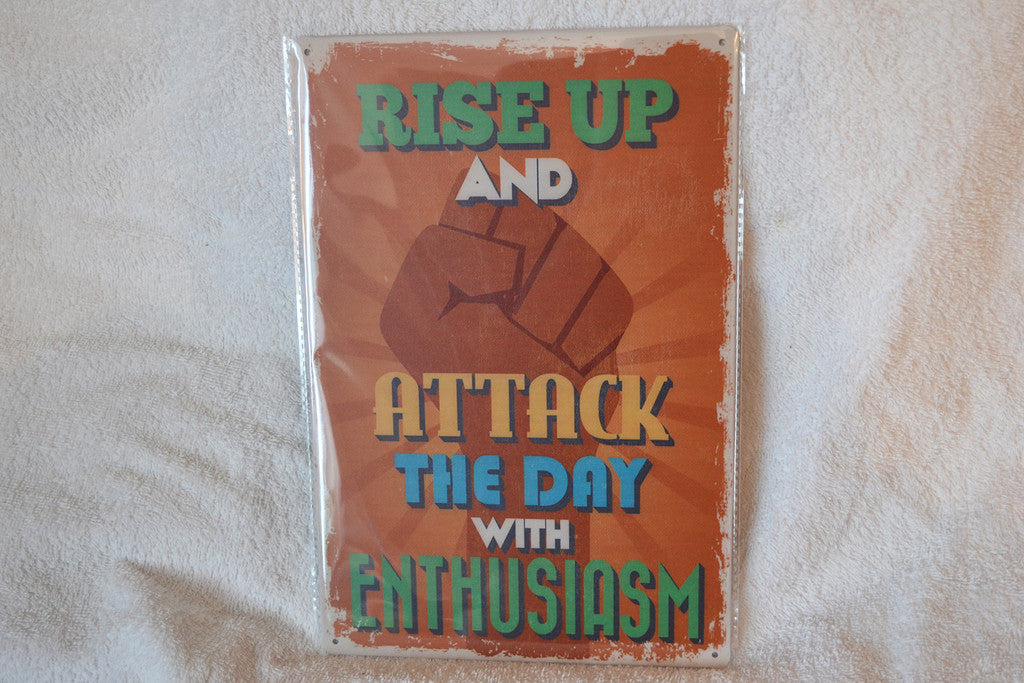 RISE UP
AND
ATTACK
THE DAY
WITH
ENTHUSIASM